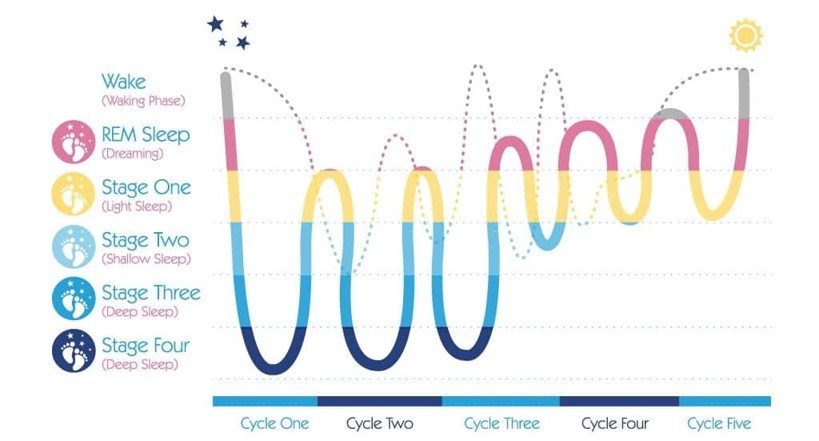 Wake
(Waking Phase)
REM Sleep
(Dreaming)
Stage One
(Light Sleep)
Stage Two
(Shallow Sleep)
Stage Three
(Deep Sleep)
Stage Four
(Deep Sleep)
Cycle One
Cycle Two
Cycle Three
Cycle Four
Cycle Five